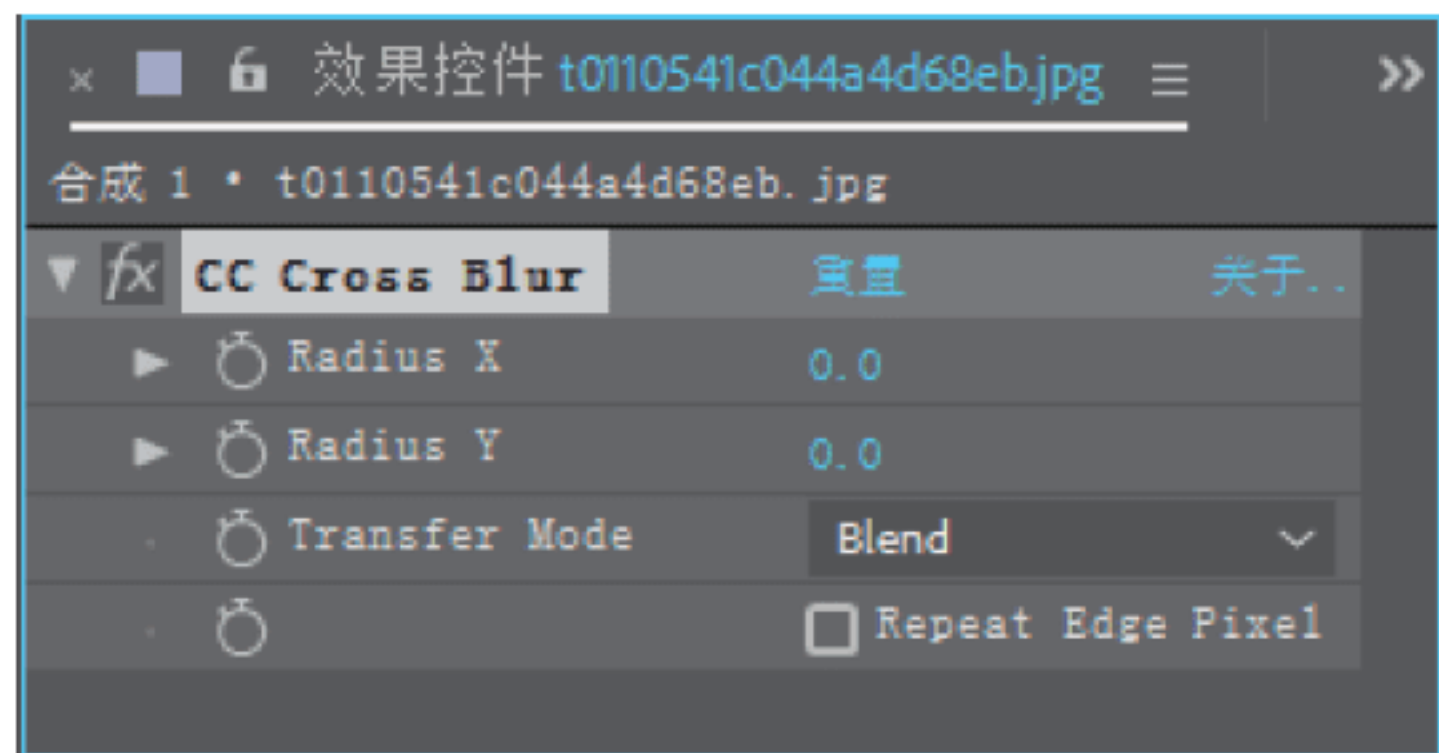 效果控件 t0110541c044a4d68eb.jpg
合成 1 • t0110541c044a4d68eb.jpg
fx CC Cross Blur 重置 关于..
Radius X 0.0
Radius Y 0.0
Transfer Mode Blend
Repeat Edge Pixel